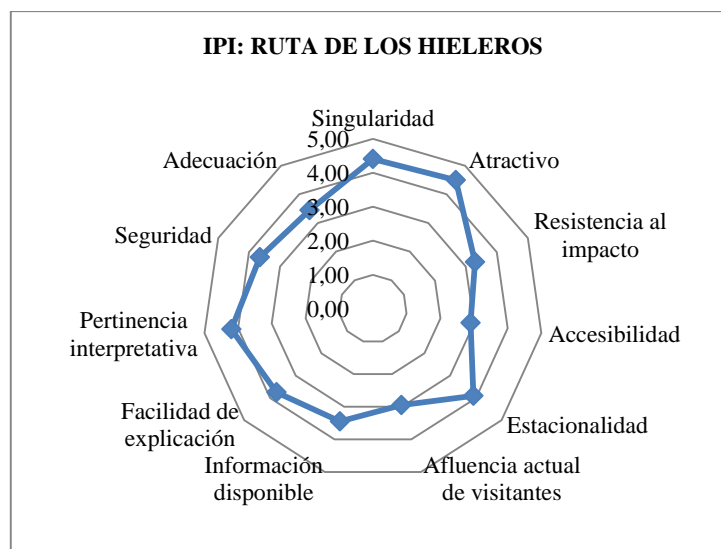 IPI: RUTA DE LOS HIELEROS
Singularidad
5,00
4,00
3,00
2,00
1,00
0,00
Atractivo
Resistencia al
impacto
Accesibilidad
Estacionalidad
Afluencia actual
de visitantes
Información
disponible
Facilidad de
explicación
Pertinencia
interpretativa
Seguridad
Adecuación